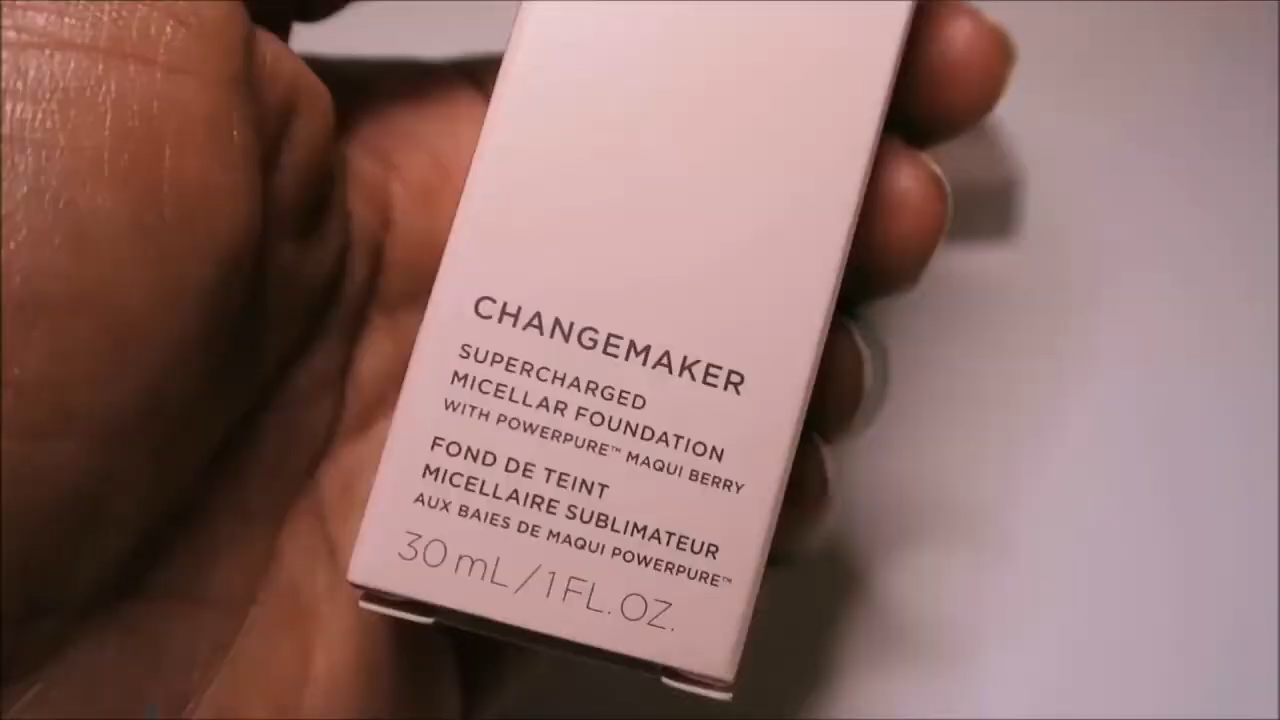 CHANGEMAKER
SUPERCHARGED
MICELLAR FOUNDATION
WITH POWERPURE™ MAQUI BERRY
FOND DE TEINT
MICELLAIRE SUBLIMATEUR
AUX BAIES DE MAQUI POWERPURE™
30 mL / 1 FL. OZ.